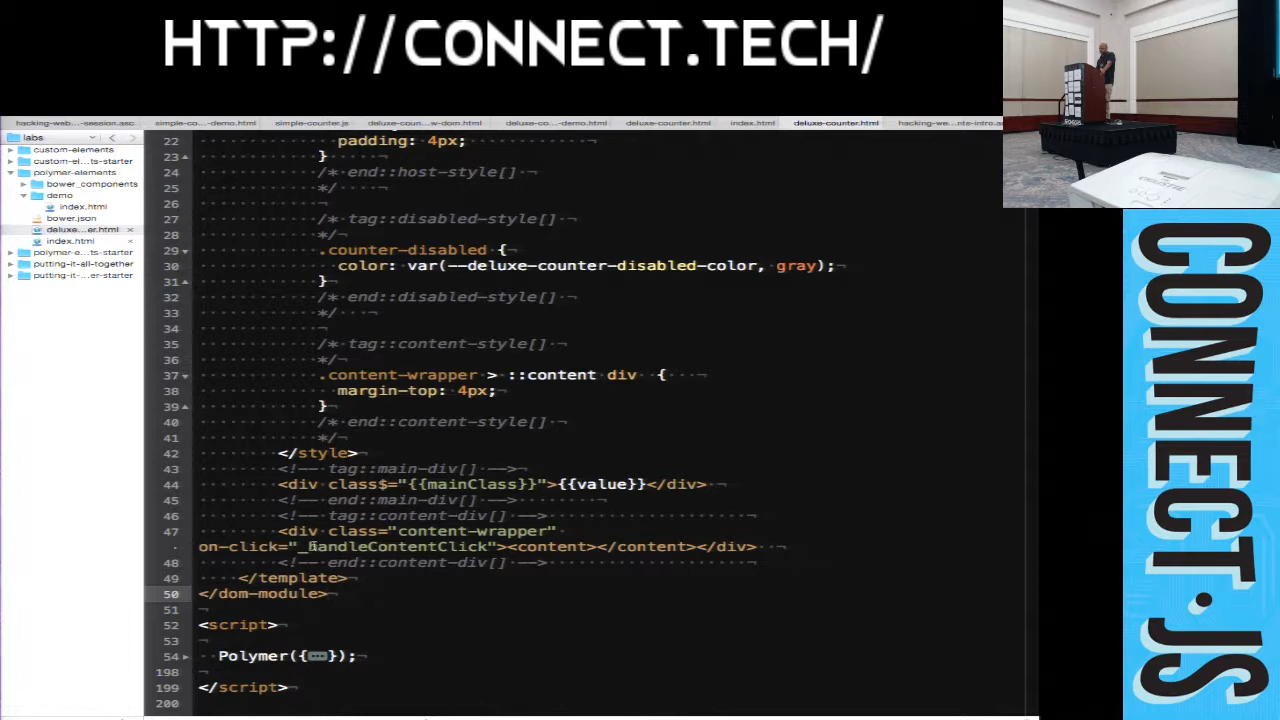 HTTP://CONNECT.TECH/
hacking-web...-session.asc
simple-co...-demo.html
simple-counter.js
deluxe-coun...w-dom.html
deluxe-co...-demo.html
deluxe-counter.html
index.html
deluxe-counter.html
labs
custom-elements
custom-el...ts-starter
polymer-elements
bower_components
demo
index.html
bower.json
deluxe...er.html
index.html
polymer-e...ts-starter
putting-it-all-together
putting-it-...er-starter
22 padding: 4px;
23 }
24 /* end::host-style[]
25 */
26
27 /* tag::disabled-style[]
28 */
29 .counter-disabled {
30 color: var(--deluxe-counter-disabled-color, gray);
31 }
32 /* end::disabled-style[]
33 */
34
35 /* tag::content-style[]
36 */
37 .content-wrapper > ::content div {
38 margin-top: 4px;
39 }
40 /* end::content-style[]
41 */
42 </style>
43 <!-- tag::main-div[] -->
44 <div class$="{{mainClass}}">{{value}}</div>
45 <!-- end::main-div[] -->
46 <!-- tag::content-div[] -->
47 <div class="content-wrapper"
on-click="_handleContentClick"><content></content></div>
48 <!-- end::content-div[] -->
49 </template>
50 </dom-module>
51
52 <script>
53
54 Polymer({...});
198
199 </script>
200
CHRISTIE
CONNECT.JS